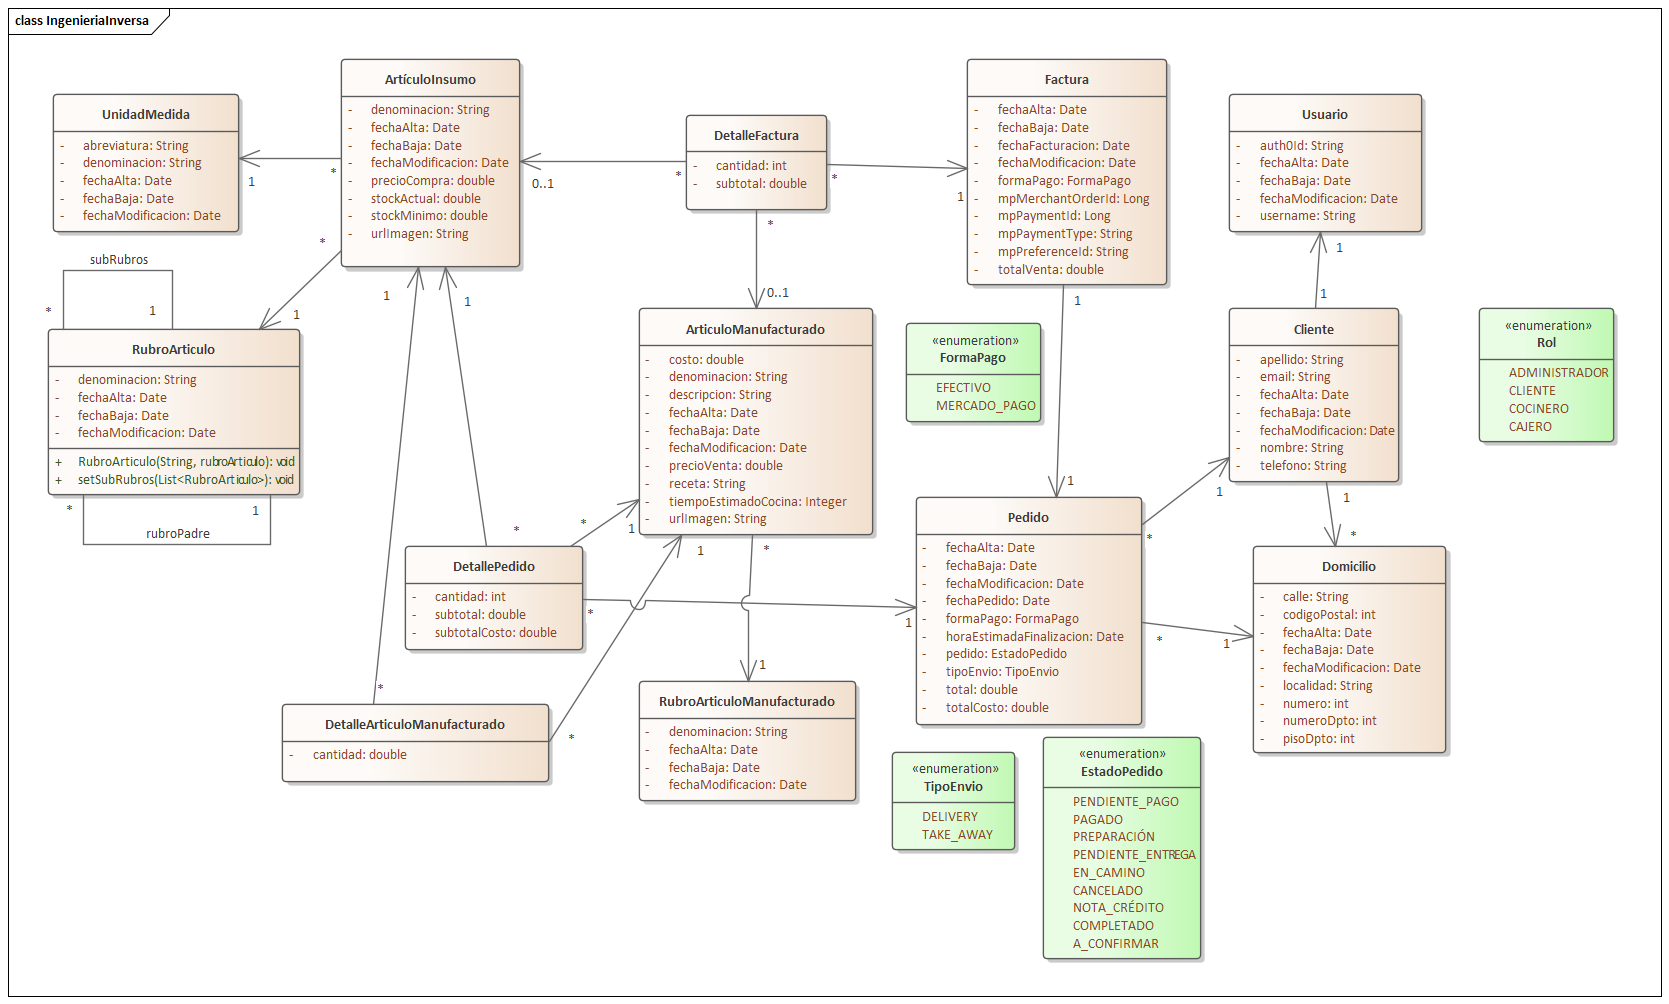 class IngenieriaInversa
UnidadMedida
- abreviatura: String
- denominacion: String
- fechaAlta: Date
- fechaBaja: Date
- fechaModificacion: Date
ArtículoInsumo
- denominacion: String
- fechaAlta: Date
- fechaBaja: Date
- fechaModificacion: Date
- precioCompra: double
- stockActual: double
- stockMinimo: double
- urlImagen: String
DetalleFactura
- cantidad: int
- subtotal: double
Factura
- fechaAlta: Date
- fechaBaja: Date
- fechaFacturacion: Date
- fechaModificacion: Date
- formaPago: FormaPago
- mpMerchantOrderId: Long
- mpPaymentId: Long
- mpPaymentType: String
- mpPreferenceId: String
- totalVenta: double
Usuario
- auth0Id: String
- fechaAlta: Date
- fechaBaja: Date
- fechaModificacion: Date
- username: String
1
*
0..1
*
*
1
*
0..1
*
1
1
1
1
1
1
1
subRubros
*
1
RubroArticulo
- denominacion: String
- fechaAlta: Date
- fechaBaja: Date
- fechaModificacion: Date
+ RubroArticulo(String, rubroArticulo): void
+ setSubRubros(List<RubroArticulo>): void
*
1
rubroPadre
ArticuloManufacturado
- costo: double
- denominacion: String
- descripcion: String
- fechaAlta: Date
- fechaBaja: Date
- fechaModificacion: Date
- precioVenta: double
- receta: String
- tiempoEstimadoCocina: Integer
- urlImagen: String
«enumeration»
FormaPago
EFECTIVO
MERCADO_PAGO
Cliente
- apellido: String
- email: String
- fechaAlta: Date
- fechaBaja: Date
- fechaModificacion: Date
- nombre: String
- telefono: String
«enumeration»
Rol
ADMINISTRADOR
CLIENTE
COCINERO
CAJERO
*
*
1
1
*
1
*
1
1
*
DetallePedido
- cantidad: int
- subtotal: double
- subtotalCosto: double
*
1
Pedido
- fechaAlta: Date
- fechaBaja: Date
- fechaModificacion: Date
- fechaPedido: Date
- formaPago: FormaPago
- horaEstimadaFinalizacion: Date
- pedido: EstadoPedido
- tipoEnvio: TipoEnvio
- total: double
- totalCosto: double
*
1
Domicilio
- calle: String
- codigoPostal: int
- fechaAlta: Date
- fechaBaja: Date
- fechaModificacion: Date
- localidad: String
- numero: int
- numeroDpto: int
- pisoDpto: int
*
DetalleArticuloManufacturado
- cantidad: double
*
1
RubroArticuloManufacturado
- denominacion: String
- fechaAlta: Date
- fechaBaja: Date
- fechaModificacion: Date
«enumeration»
TipoEnvio
DELIVERY
TAKE_AWAY
«enumeration»
EstadoPedido
PENDIENTE_PAGO
PAGADO
PREPARACIÓN
PENDIENTE_ENTREGA
EN_CAMINO
CANCELADO
NOTA_CRÉDITO
COMPLETADO
A_CONFIRMAR